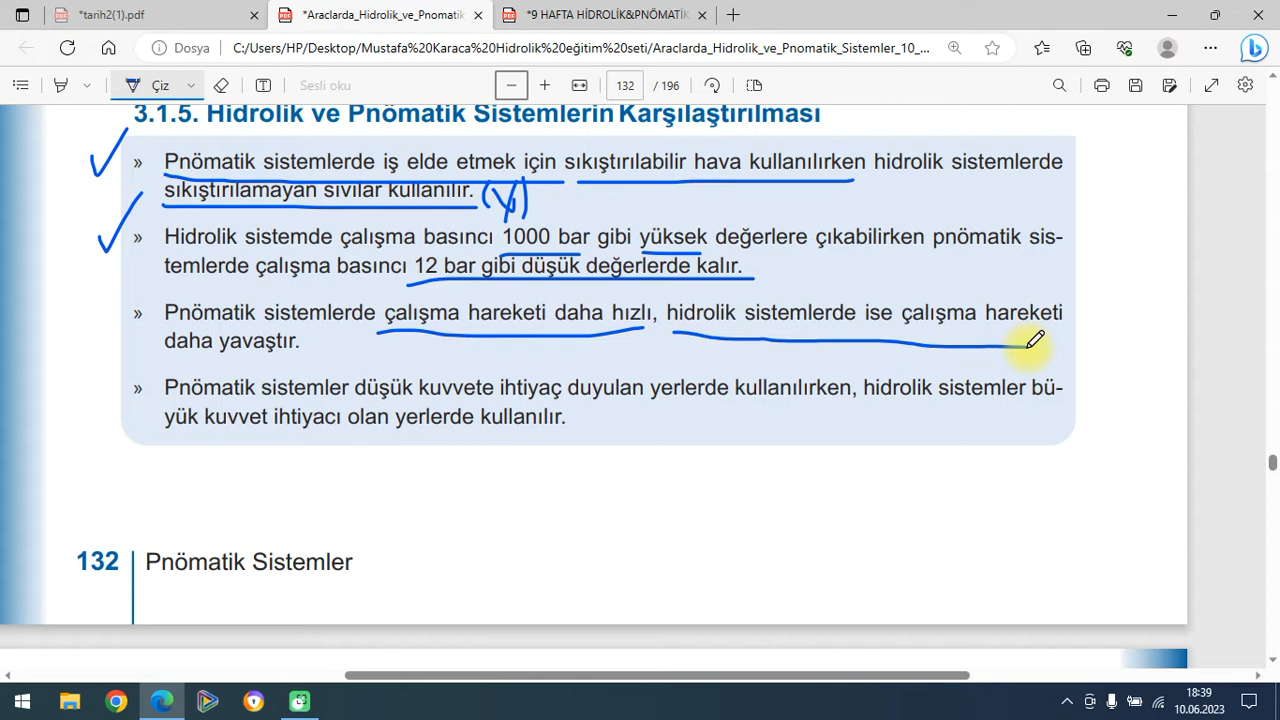 *tarih2(1).pdf
*Araclarda_Hidrolik_ve_Pnomatik
*9 HAFTA HİDROLİK&PNÖMATİK
Dosya
C:/Users/HP/Desktop/Mustafa%20Karaca%20Hidrolik%20eğitim%20seti/Araclarda_Hidrolik_ve_Pnomatik_Sistemler_10_...
Çiz
Sesli oku
132 / 196
3.1.5. Hidrolik ve Pnömatik Sistemlerin Karşılaştırılması
» Pnömatik sistemlerde iş elde etmek için sıkıştırılabilir hava kullanılırken hidrolik sistemlerde
sıkıştırılamayan sıvılar kullanılır.
» Hidrolik sistemde çalışma basıncı 1000 bar gibi yüksek değerlere çıkabilirken pnömatik sis-
temlerde çalışma basıncı 12 bar gibi düşük değerlerde kalır.
» Pnömatik sistemlerde çalışma hareketi daha hızlı, hidrolik sistemlerde ise çalışma hareketi
daha yavaştır.
» Pnömatik sistemler düşük kuvvete ihtiyaç duyulan yerlerde kullanılırken, hidrolik sistemler bü-
yük kuvvet ihtiyacı olan yerlerde kullanılır.
132 Pnömatik Sistemler
18:39
10.06.2023